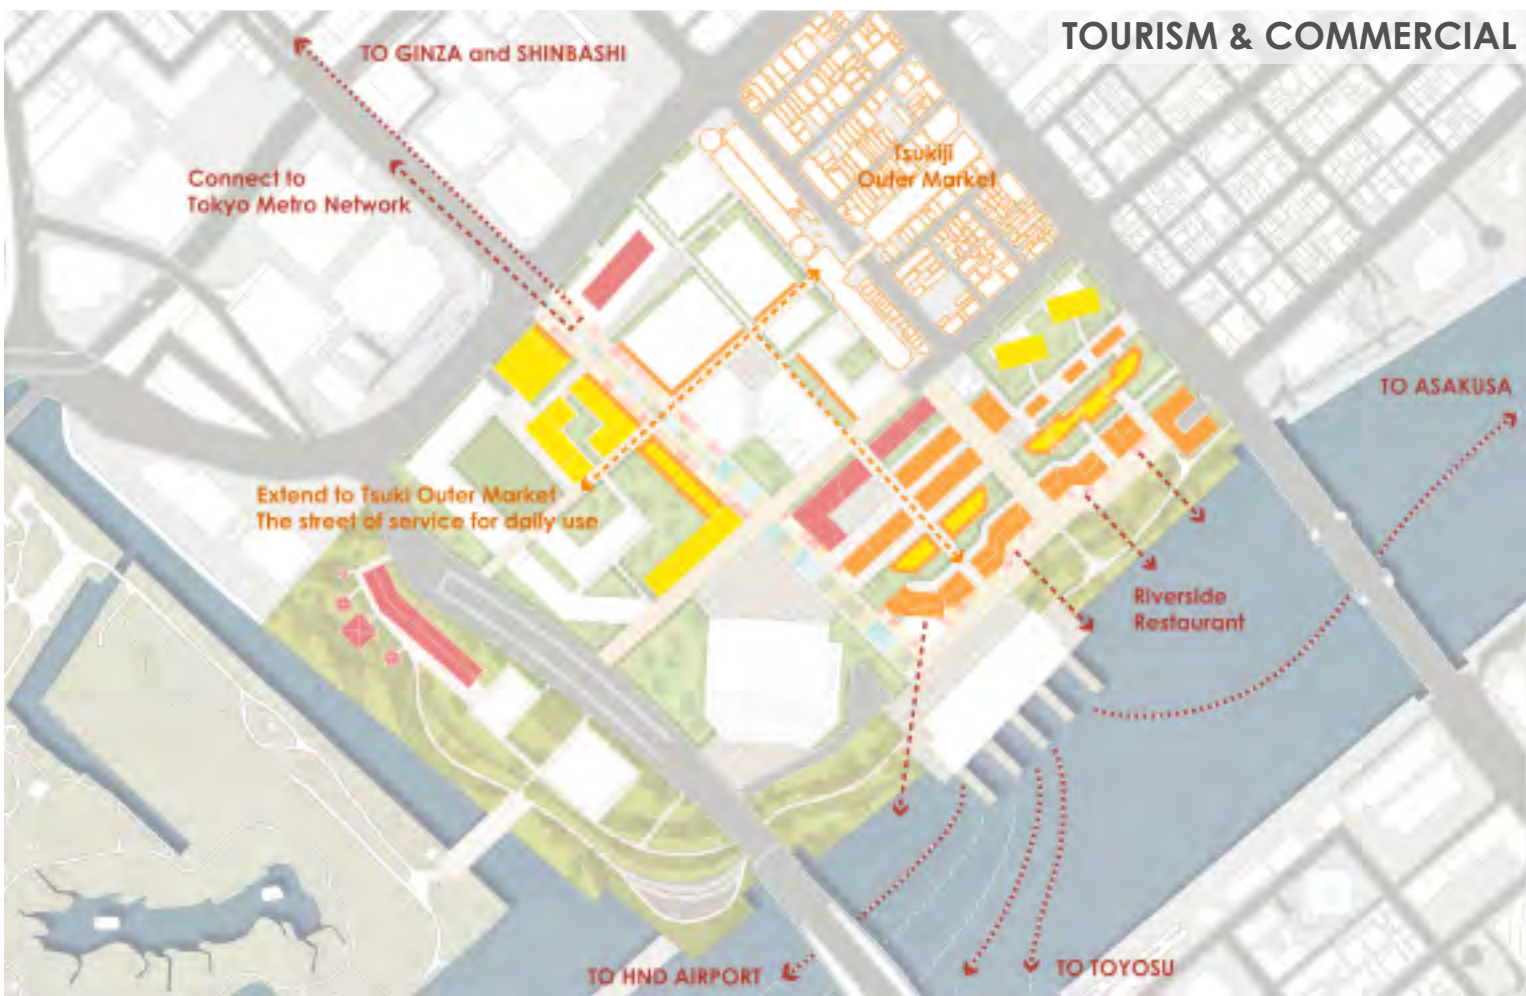 TOURISM & COMMERCIAL
TO GINZA and SHINBASHI
Tsukiji
Outer Market
Connect to
Tokyo Metro Network
TO ASAKUSA
Extend to Tsuki Outer Market
The street of service for daily use
Riverside
Restaurant
TO HND AIRPORT
TO TOYOSU